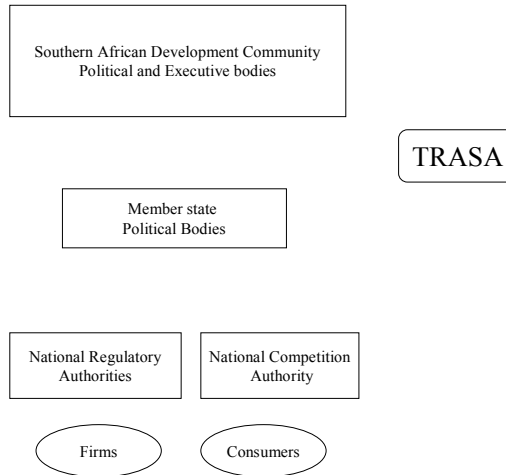 Southern African Development Community
Political and Executive bodies
TRASA
Member state
Political Bodies
National Regulatory
Authorities
National Competition
Authority
Firms
Consumers